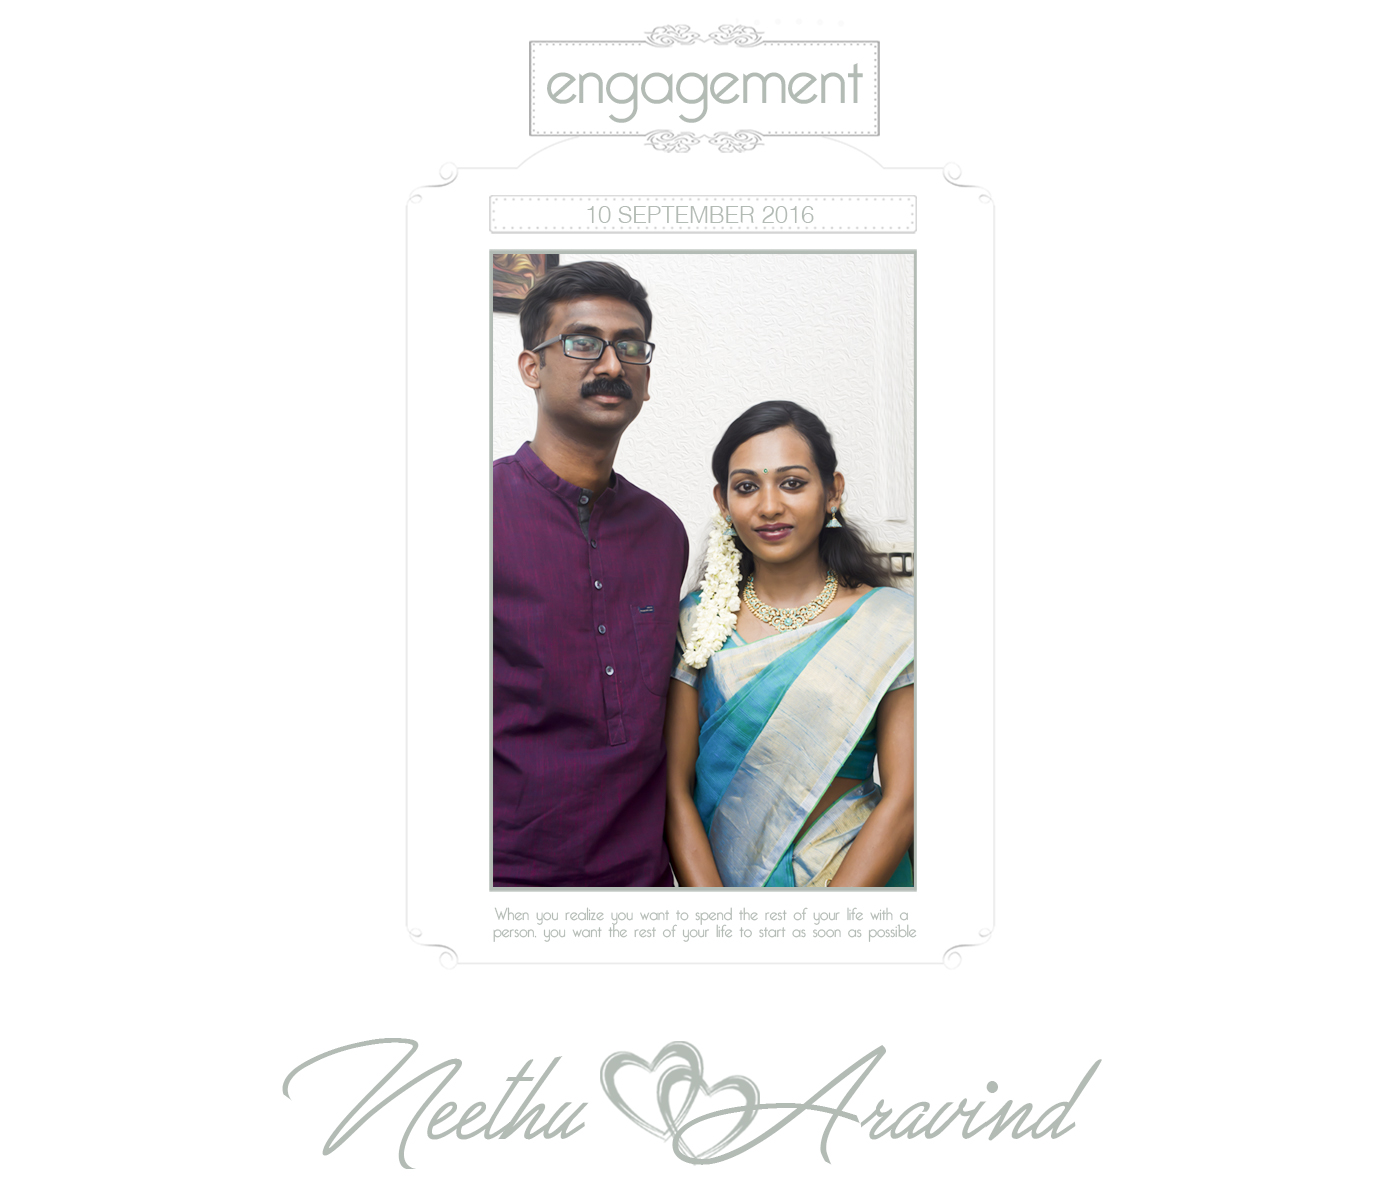 engagement
10 SEPTEMBER 2016
When you realize you want to spend the rest of your life with a
person. you want the rest of your life to start as soon as possible
Neethu Aravind